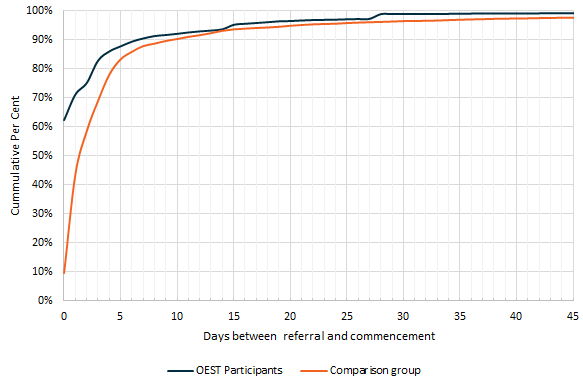 100%
90%
80%
70%
60%
50%
40%
30%
20%
10%
0%
Cummulative Per Cent
0 5 10 15 20 25 30 35 40 45
Days between referral and commencement
OEST Participants Comparison group